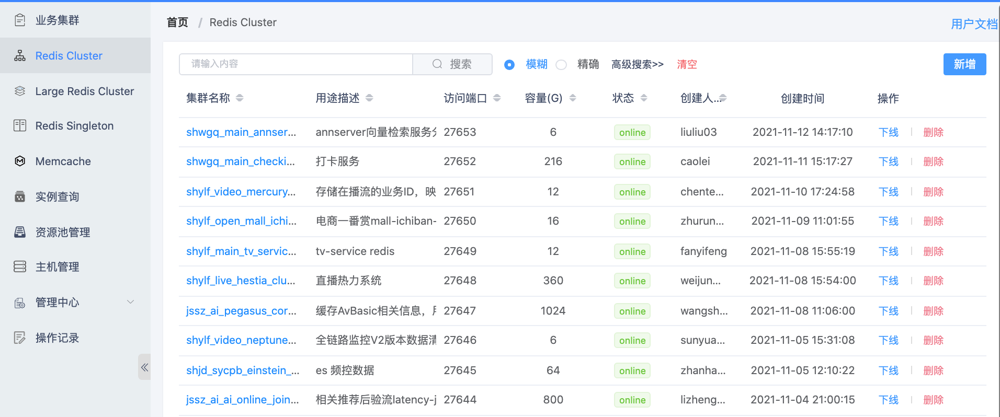 业务集群
Redis Cluster
Large Redis Cluster
Redis Singleton
Memcache
实例查询
资源池管理
主机管理
管理中心
操作记录
首页 / Redis Cluster
用户文档
请输入内容 搜索 模糊 精确 高级搜索>> 清空 新增
集群名称 用途描述 访问端口 容量(G) 状态 创建人... 创建时间 操作
shwgq_main_annser... annserver向量检索服务分 27653 6 online liuliu03 2021-11-12 14:17:10 下线 | 删除
shwgq_main_checki... 打卡服务 27652 216 online caolei 2021-11-11 15:17:27 下线 | 删除
shylf_video_mercury... 存储在播流的业务ID，映 27651 12 online chente... 2021-11-10 17:24:58 下线 | 删除
shylf_open_mall_ichi... 电商一番赏mall-ichiban- 27650 16 online zhurun... 2021-11-09 11:01:55 下线 | 删除
shylf_main_tv_servic... tv-service redis 27649 12 online fanyifeng 2021-11-08 15:55:19 下线 | 删除
shylf_live_hestia_clu... 直播热力系统 27648 360 online weijun... 2021-11-08 15:54:00 下线 | 删除
jssz_ai_pegasus_cor... 缓存AvBasic相关信息， 27647 1024 online wangsh... 2021-11-08 11:06:00 下线 | 删除
shylf_video_neptune... 全链路监控V2版本数据清 27646 6 online sunyua... 2021-11-05 15:31:08 下线 | 删除
shjd_sycpb_einstein_... es 频控数据 27645 64 online zhanha... 2021-11-05 12:10:22 下线 | 删除
jssz_ai_ai_online_join... 相关推荐后验流latency-j 27644 800 online lizheng... 2021-11-04 21:00:15 下线 | 删除